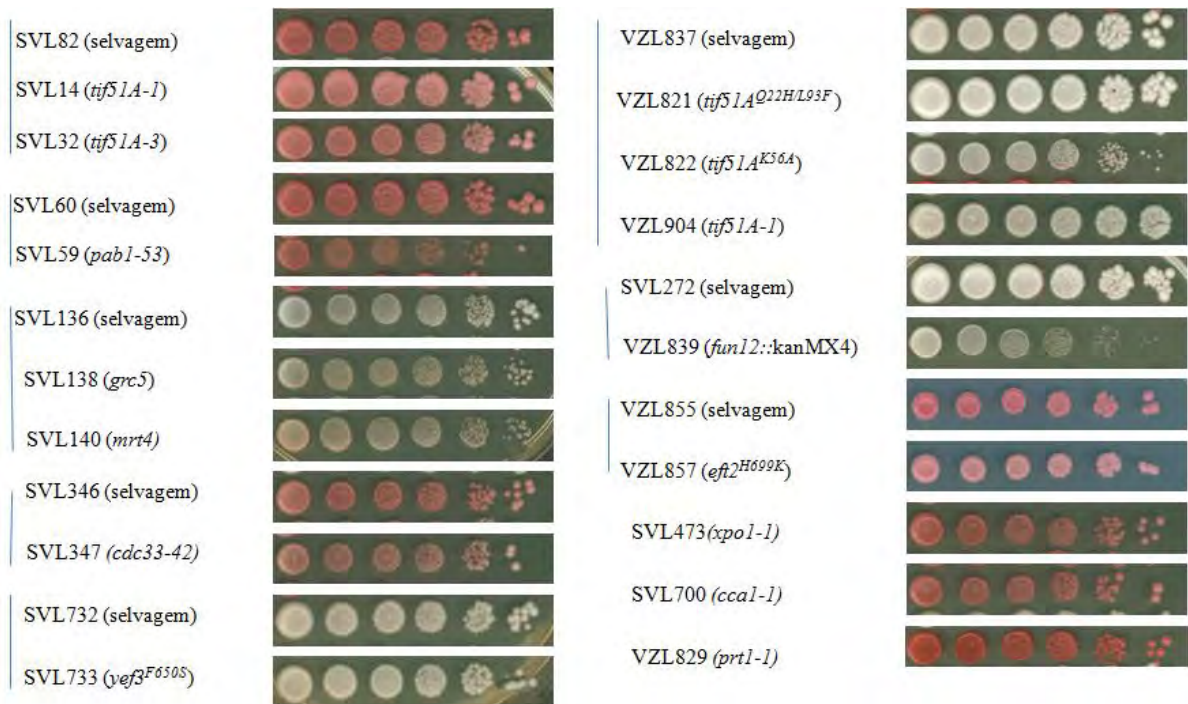 SVL82 (selvagem)
SVL14 (tif51A-1)
SVL32 (tif51A-3)
SVL60 (selvagem)
SVL59 (pab1-53)
SVL136 (selvagem)
SVL138 (grc5)
SVL140 (mrt4)
SVL346 (selvagem)
SVL347 (cdc33-42)
SVL732 (selvagem)
SVL733 (yef3F650S)
VZL837 (selvagem)
VZL821 (tif51AQ22H/L93F)
VZL822 (tif51AK56A)
VZL904 (tif51A-1)
SVL272 (selvagem)
VZL839 (fun12::kanMX4)
VZL855 (selvagem)
VZL857 (eft2H699K)
SVL473(xpo1-1)
SVL700 (cca1-1)
VZL829 (prt1-1)